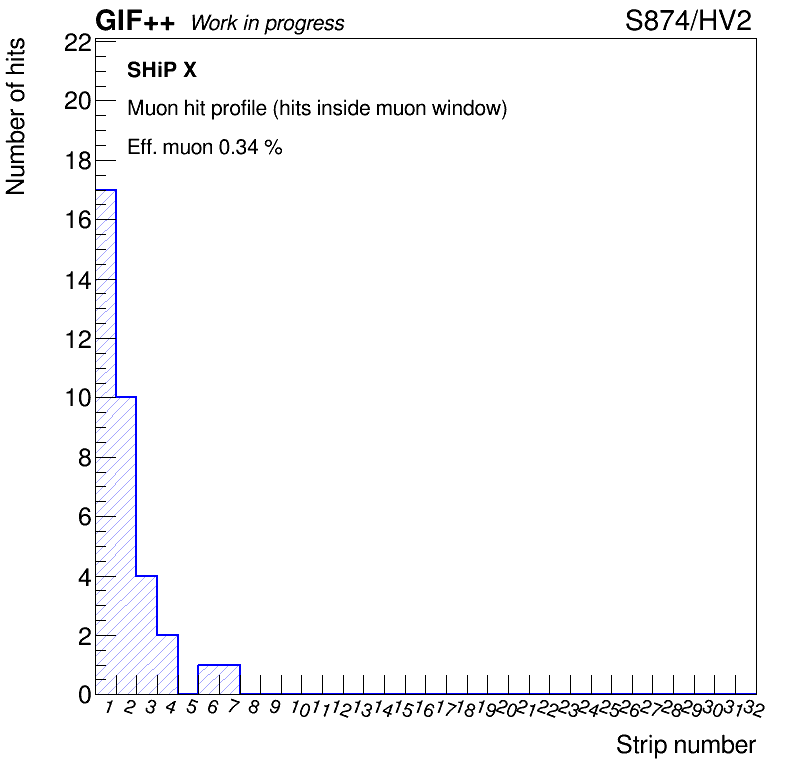 GIF++ Work in progress S874/HV2
Number of hits
SHiP X
Muon hit profile (hits inside muon window)
Eff. muon 0.34 %
22
20
18
16
14
12
10
8
6
4
2
0
1 2 3 4 5 6 7 8 9 10 11 12 13 14 15 16 17 18 19 20 21 22 23 24 25 26 27 28 29 30 31 32
Strip number